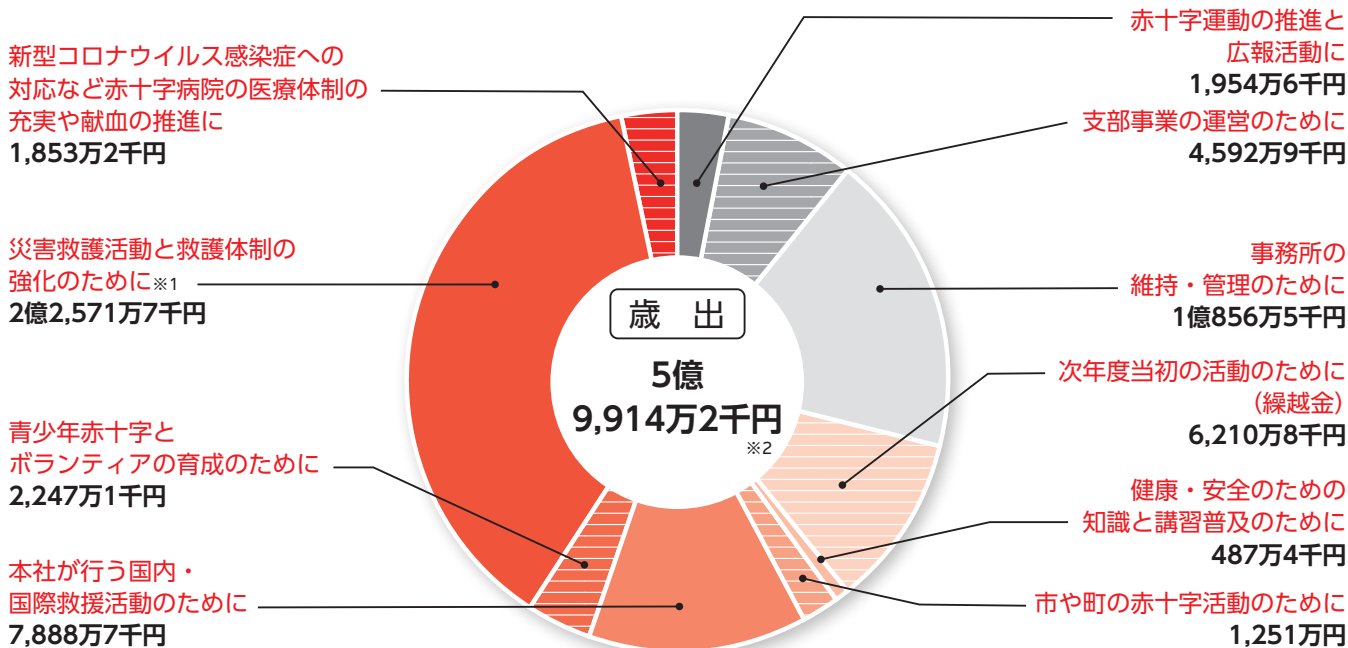 新型コロナウイルス感染症への
対応など赤十字病院の医療体制の
充実や献血の推進に
1,853万2千円
災害救護活動と救護体制の
強化のために※1
2億2,571万7千円
青少年赤十字と
ボランティアの育成のために
2,247万1千円
本社が行う国内・
国際救援活動のために
7,888万7千円
歳 出
5億
9,914万2千円
※2
赤十字運動の推進と
広報活動に
1,954万6千円
支部事業の運営のために
4,592万9千円
事務所の
維持・管理のために
1億856万5千円
次年度当初の活動のために
(繰越金)
6,210万8千円
健康・安全のための
知識と講習普及のために
487万4千円
市や町の赤十字活動のために
1,251万円